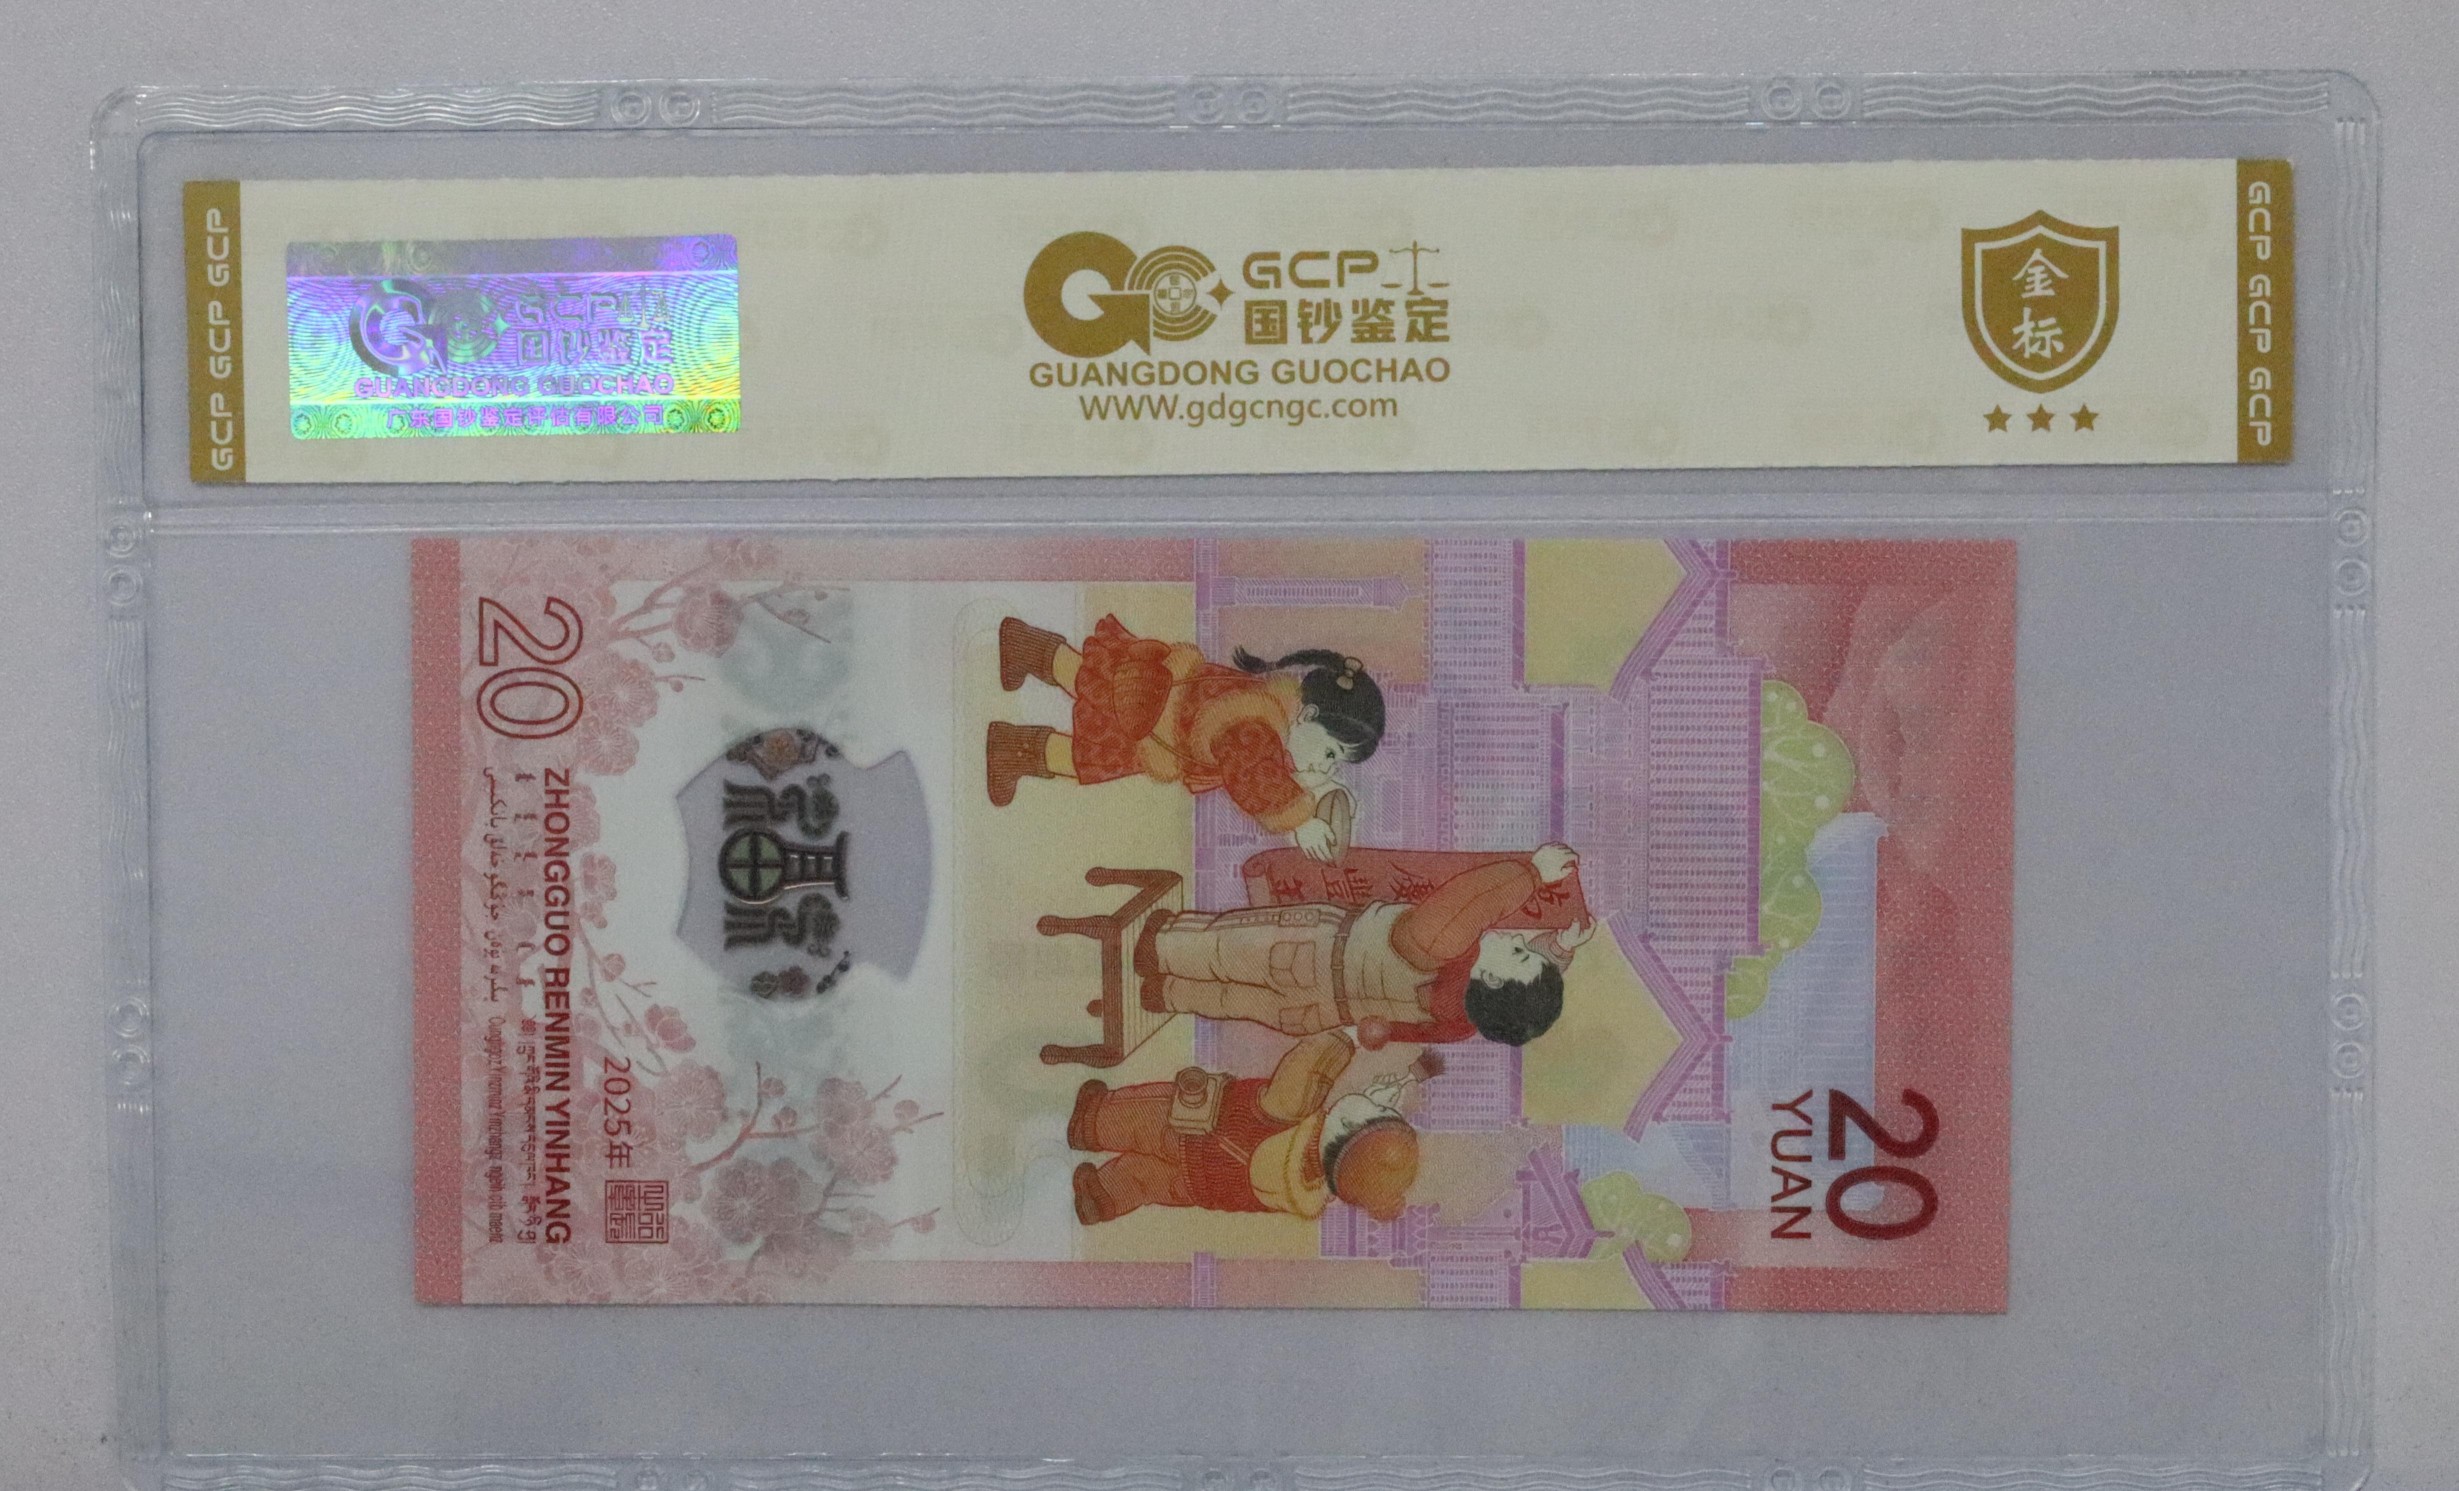 GCP GCP GCP
GCP
国钞鉴定
GUANGDONG GUOCHAO
广东国钞鉴定评估有限公司
GCP
国钞鉴定
GUANGDONG GUOCHAO
WWW.gdgcngc.com
金标
GCP GCP GCP
20
YUAN
20
ZHONGGUO RENMIN YINHANG
2025年